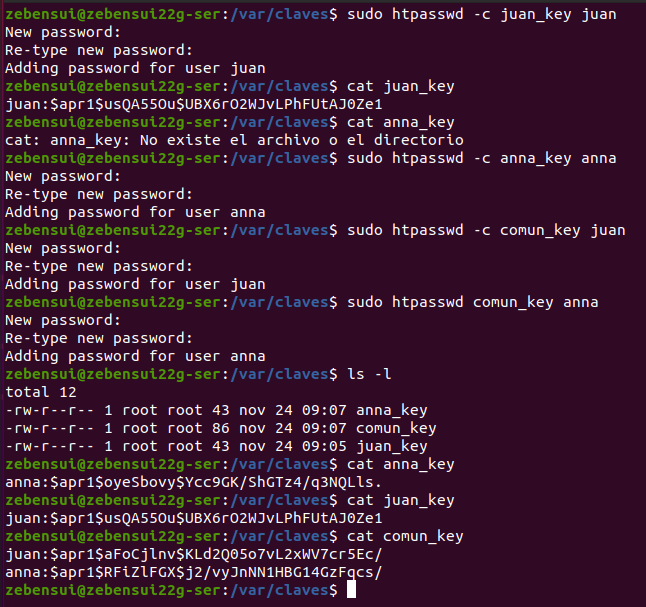 zebensui@zebensui22g-ser:/var/claves$ sudo htpasswd -c juan_key juan
New password:
Re-type new password:
Adding password for user juan
zebensui@zebensui22g-ser:/var/claves$ cat juan_key
juan:$apr1$usQA55Ou$UBX6rO2WJvLPhFUtAJ0Ze1
zebensui@zebensui22g-ser:/var/claves$ cat anna_key
cat: anna_key: No existe el archivo o el directorio
zebensui@zebensui22g-ser:/var/claves$ sudo htpasswd -c anna_key anna
New password:
Re-type new password:
Adding password for user anna
zebensui@zebensui22g-ser:/var/claves$ sudo htpasswd -c comun_key juan
New password:
Re-type new password:
Adding password for user juan
zebensui@zebensui22g-ser:/var/claves$ sudo htpasswd comun_key anna
New password:
Re-type new password:
Adding password for user anna
zebensui@zebensui22g-ser:/var/claves$ ls -l
total 12
-rw-r--r-- 1 root root 43 nov 24 09:07 anna_key
-rw-r--r-- 1 root root 86 nov 24 09:07 comun_key
-rw-r--r-- 1 root root 43 nov 24 09:05 juan_key
zebensui@zebensui22g-ser:/var/claves$ cat anna_key
anna:$apr1$oyeSbovy$Ycc9GK/ShGTz4/q3NQLls.
zebensui@zebensui22g-ser:/var/claves$ cat juan_key
juan:$apr1$usQA55Ou$UBX6rO2WJvLPhFUtAJ0Ze1
zebensui@zebensui22g-ser:/var/claves$ cat comun_key
juan:$apr1$aFoCjlnv$KLd2Q05o7vL2xWV7cr5Ec/
anna:$apr1$RFiZlFGX$j2/vyJnNN1HBG14GzFqcs/
zebensui@zebensui22g-ser:/var/claves$